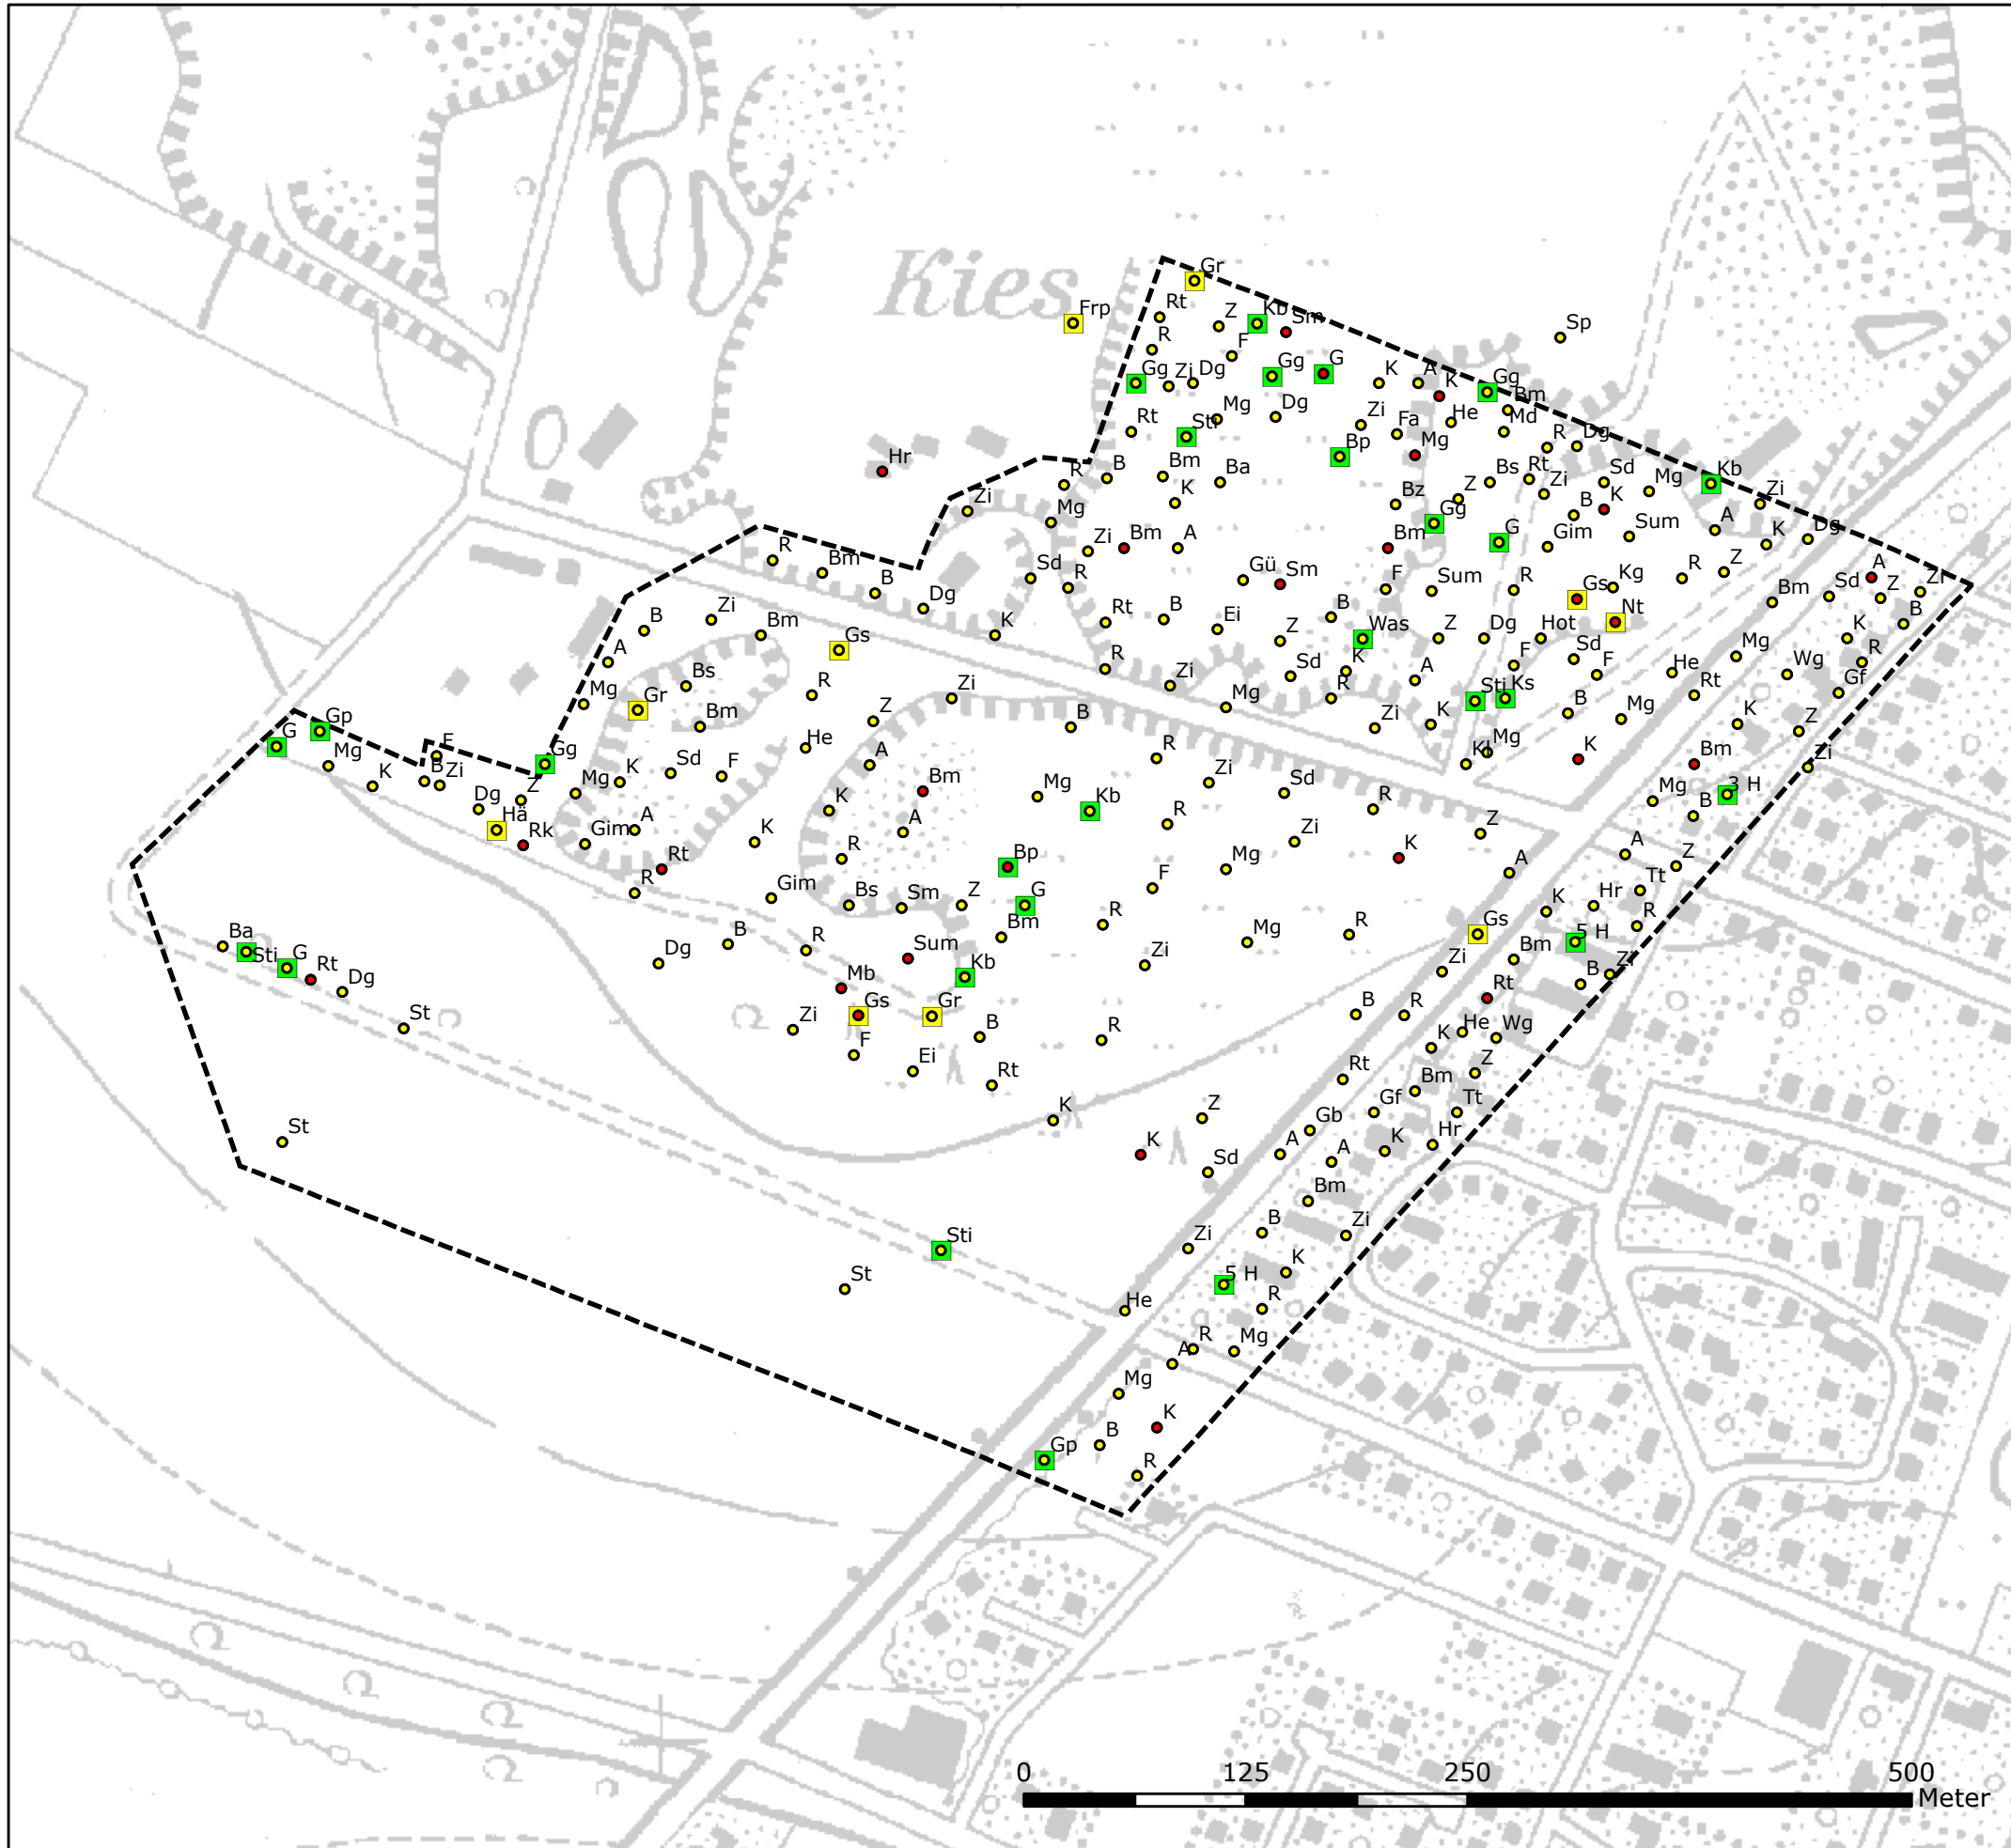 Kies
Gr
Frp
Rt
Z
Kb
Sm
Sp
R
F
Gg
Zi
Dg
Gg
G
K
A
K
Gg
Bm
Rt
Sti
Mg
Dg
Zi
Fa
He
Md
Hr
R
B
Bm
Ba
Bp
Mg
R
Dg
Zi
Mg
K
Bz
Z
Bs
Rt
Zi
Sd
Mg
Kb
Zi
Gg
B
K
R
Bm
Zi
Bm
A
Bm
G
Gim
Sum
A
K
Dg
B
Dg
Sd
R
Gü
Sm
F
Sum
R
Gs
Kg
R
Z
Bm
Sd
A
Z
Zi
B
Zi
Bm
Gs
K
Rt
B
Ei
Z
B
Was
Z
Dg
Hot
Nt
K
B
A
R
Zi
Sd
K
A
F
Sd
F
He
Mg
Wg
R
Mg
Gr
Bs
R
Zi
Mg
R
Sti
Ks
B
Mg
Rt
Gf
Bm
Z
B
Zi
K
K
Z
G
Gp
Mg
F
Gg
He
A
R
Mg
Kl
K
Bm
Zi
K
B
Zi
Z
Mg
K
Sd
F
Bm
Mg
Zi
Sd
R
Mg
3 H
Dg
Hä
Rk
Gim
A
K
K
A
Kb
R
Zi
Z
B
Rt
R
Bp
Mg
K
A
A
Z
R
Gim
Bs
Sm
Z
G
F
K
Hr
Tt
Ba
Sti
G
Rt
Dg
Dg
B
R
Sum
Bm
R
Zi
Mg
R
Gs
Bm
5 H
R
Mb
Kb
Zi
B
Zi
St
Zi
Gs
Gr
B
R
B
R
Rt
F
Ei
Rt
K
He
Wg
St
K
Z
Rt
Bm
Z
K
Gb
Gf
Tt
Sd
A
A
K
Hr
Bm
Sti
Zi
B
Zi
St
5 H
K
He
R
A
R
Mg
Mg
K
Gp
B
R
0 125 250 500
Meter